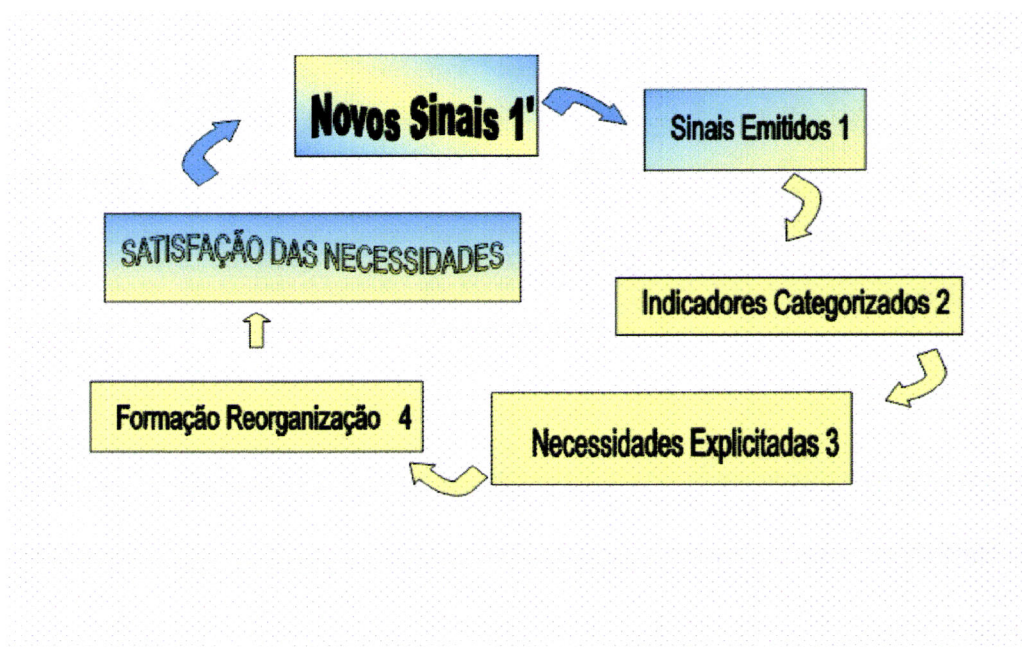 Novos Sinais 1'
Sinais Emitidos 1
SATISFAÇÃO DAS NECESSIDADES
Indicadores Categorizados 2
Formação Reorganização 4
Necessidades Explicitadas 3